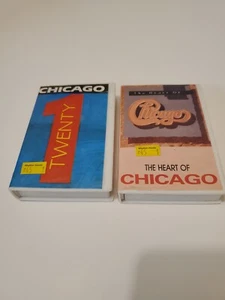 CHICAGO
TWENTY
1
The Heart Of
Chicago
THE HEART OF
CHICAGO